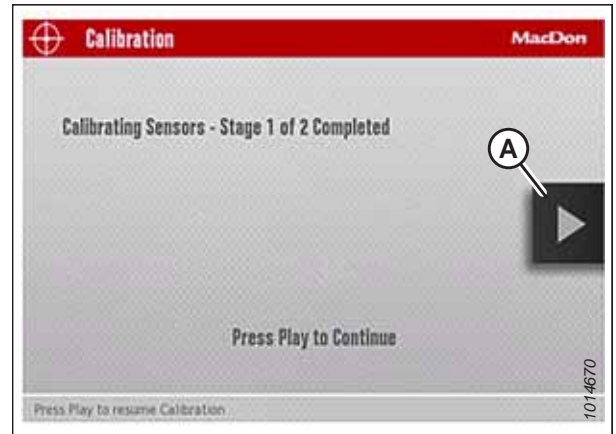 Calibration
MacDon
Calibrating Sensors - Stage 1 of 2 Completed
A
Press Play to Continue
Press Play to resume Calibration
1014670